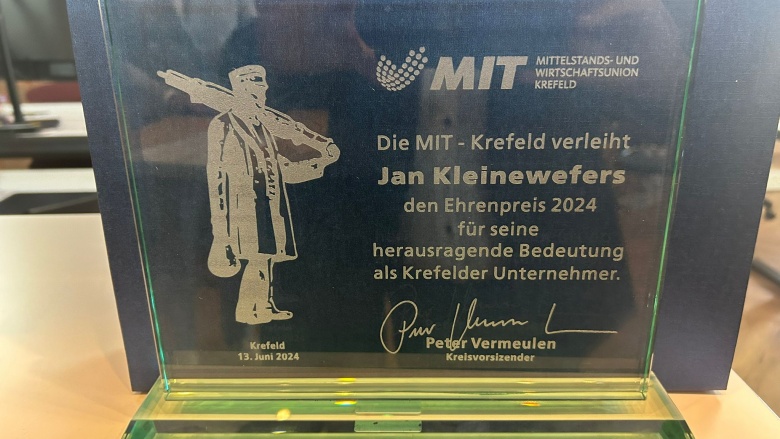 MIT
MITTELSTANDS- UND
WIRTSCHAFTSUNION
KREFELD
Die MIT - Krefeld verleiht
Jan Kleinewefers
den Ehrenpreis 2024
für seine
herausragende Bedeutung
als Krefelder Unternehmer.
Peter Vermeulen
Kreisvorsizender
Krefeld
13. Juni 2024